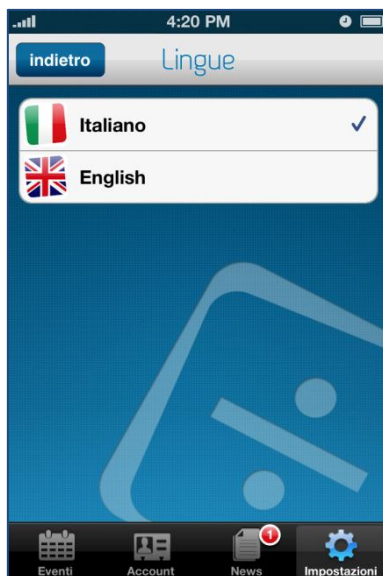 4:20 PM
indietro
Lingue
Italiano
English
1
Eventi
Account
News
Impostazioni